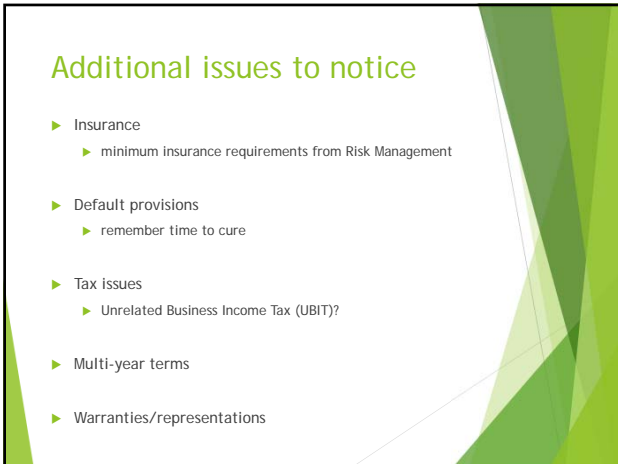 Additional issues to notice
Insurance
minimum insurance requirements from Risk Management
Default provisions
remember time to cure
Tax issues
Unrelated Business Income Tax (UBIT)?
Multi-year terms
Warranties/representations